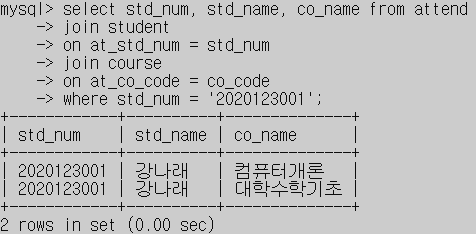 mysql> select std_num, std_name, co_name from attend
    -> join student
    -> on at_std_num = std_num
    -> join course
    -> on at_co_code = co_code
    -> where std_num = '2020123001';
+------------+----------+--------------+
| std_num    | std_name | co_name      |
+------------+----------+--------------+
| 2020123001 | 강나래   | 컴퓨터개론   |
| 2020123001 | 강나래   | 대학수학기초 |
+------------+----------+--------------+
2 rows in set (0.00 sec)